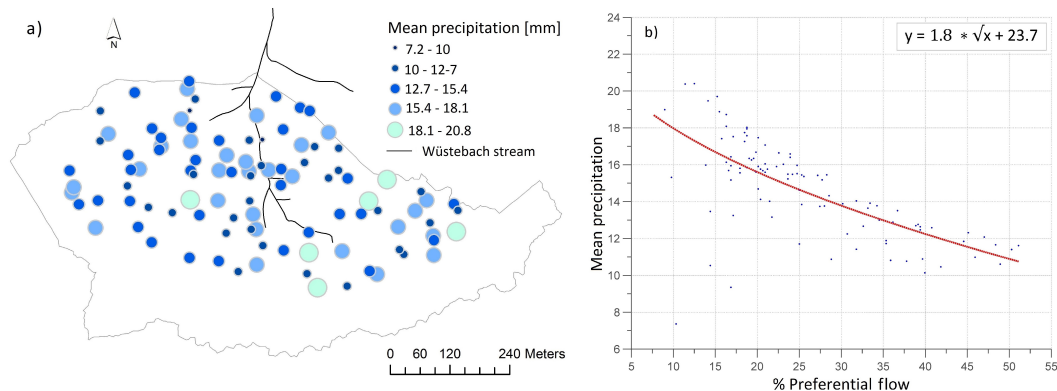 a)
N
Mean precipitation [mm]
7.2 - 10
10 - 12-7
12.7 - 15.4
15.4 - 18.1
18.1 - 20.8
Wüstebach stream
0 60 120 240 Meters
b)
y = 1.8 * √x + 23.7
Mean precipitation
24
22
20
18
16
14
12
10
8
6
5 10 15 20 25 30 35 40 45 50 55
% Preferential flow